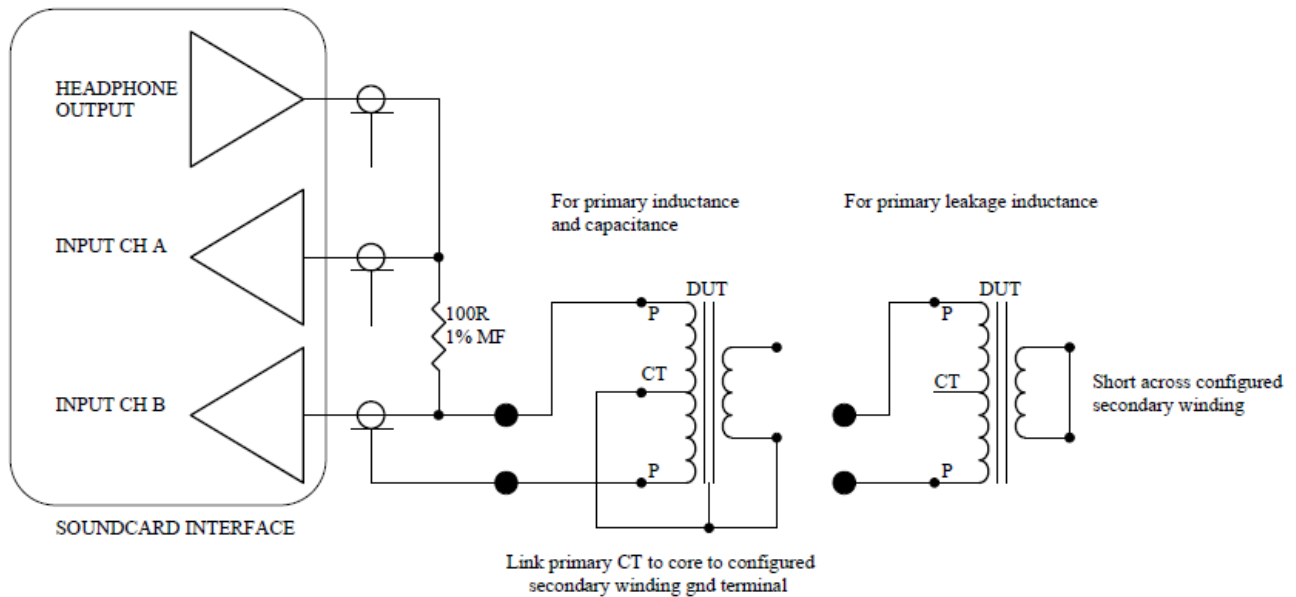 HEADPHONE
OUTPUT
INPUT CH A
INPUT CH B
SOUNDCARD INTERFACE
100R
1% MF
For primary inductance
and capacitance
DUT
P
CT
P
Link primary CT to core to configured
secondary winding gnd terminal
For primary leakage inductance
DUT
P
CT
P
Short across configured
secondary winding